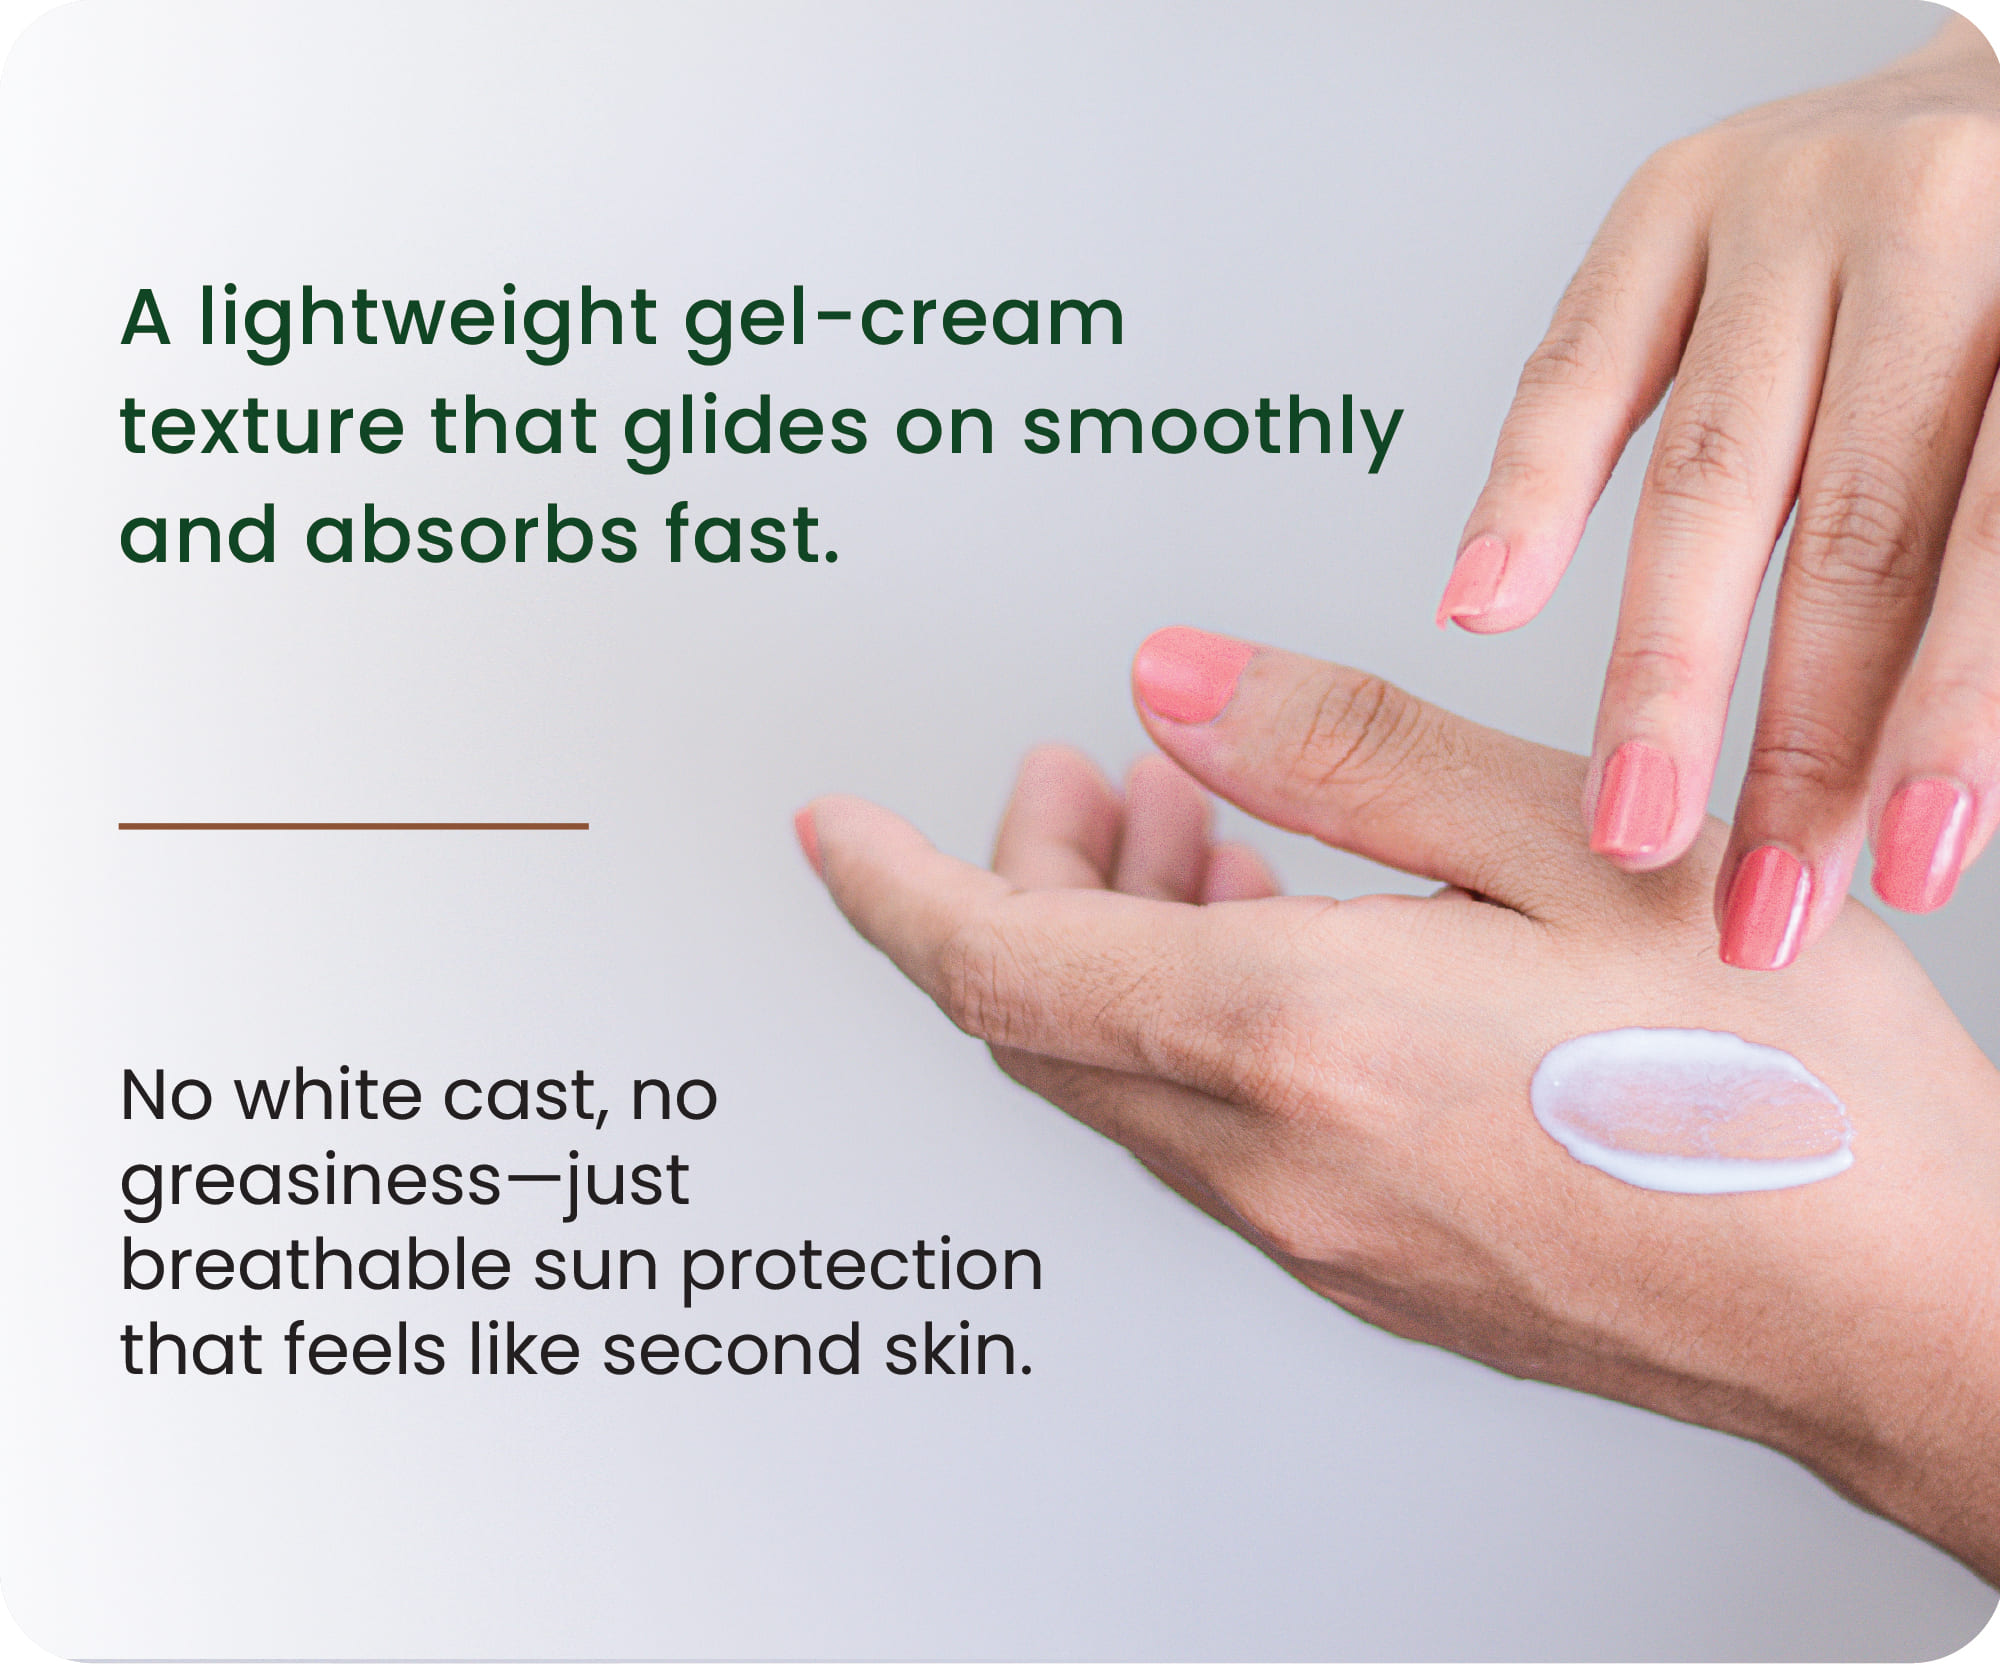 A lightweight gel-cream
texture that glides on smoothly
and absorbs fast.
No white cast, no
greasiness—just
breathable sun protection
that feels like second skin.